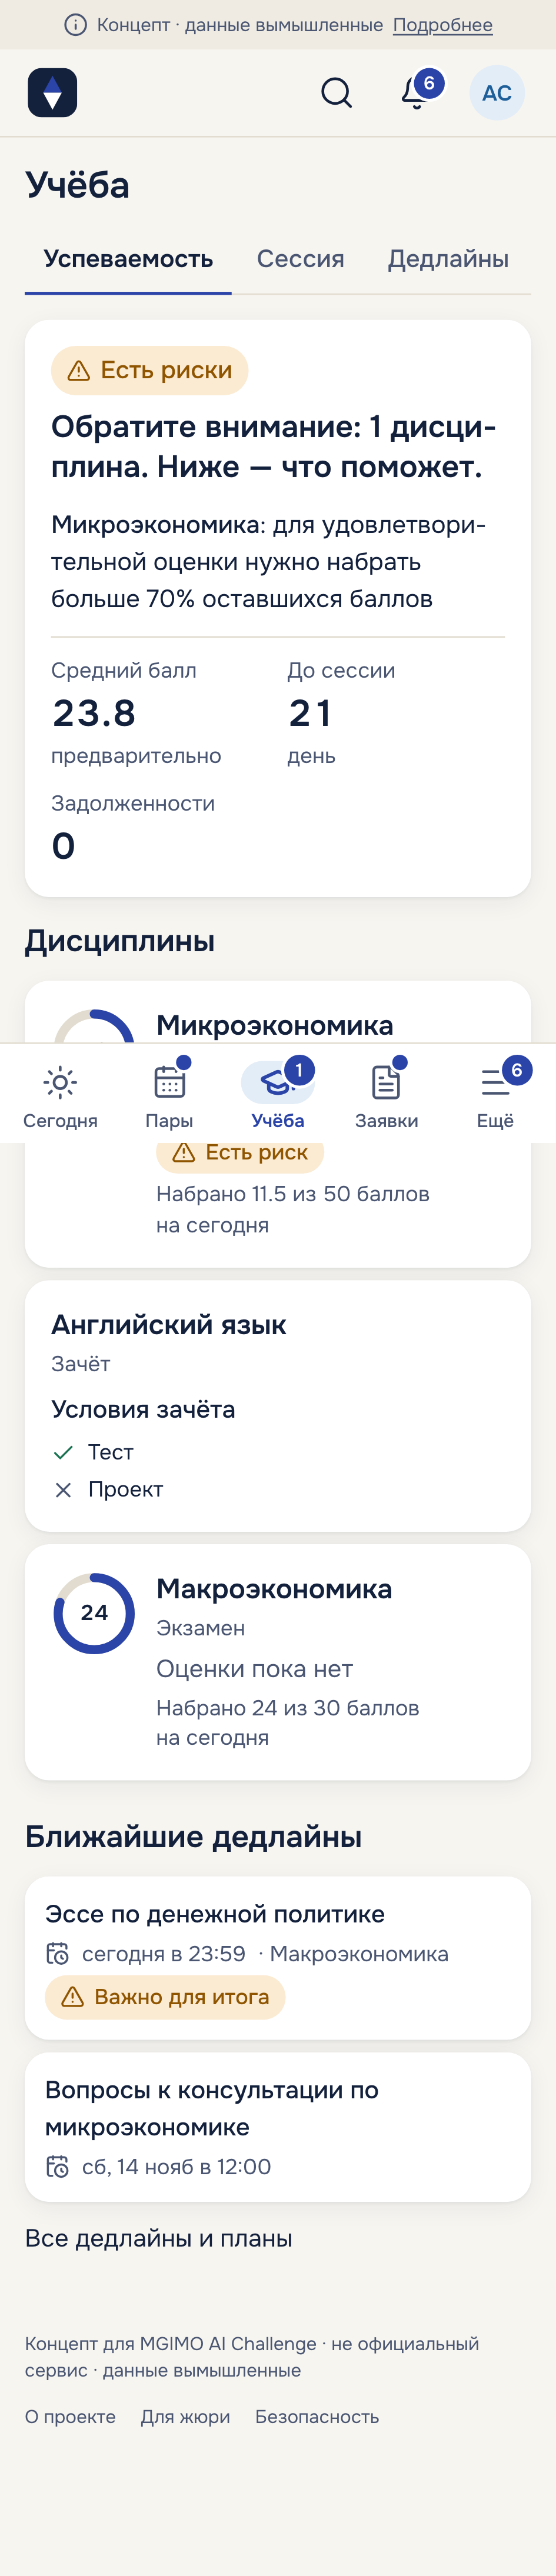 Концепт · данные вымышленные Подробнее
6
АС
Учёба
Успеваемость Сессия Дедлайны
Есть риски
Обратите внимание: 1 дисци-
плина. Ниже — что поможет.
Микроэкономика: для удовлетвори-
тельной оценки нужно набрать
больше 70% оставшихся баллов
Средний балл До сессии
23.8 21
предварительно день
Задолженности
0
Дисциплины
Микроэкономика
1 6
Сегодня Пары Учёба Заявки Ещё
Есть риск
Набрано 11.5 из 50 баллов
на сегодня
Английский язык
Зачёт
Условия зачёта
Тест
Проект
24 Макроэкономика
Экзамен
Оценки пока нет
Набрано 24 из 30 баллов
на сегодня
Ближайшие дедлайны
Эссе по денежной политике
сегодня в 23:59 · Макроэкономика
Важно для итога
Вопросы к консультации по
микроэкономике
сб, 14 нояб в 12:00
Все дедлайны и планы
Концепт для MGIMO AI Challenge · не официальный
сервис · данные вымышленные
О проекте Для жюри Безопасность